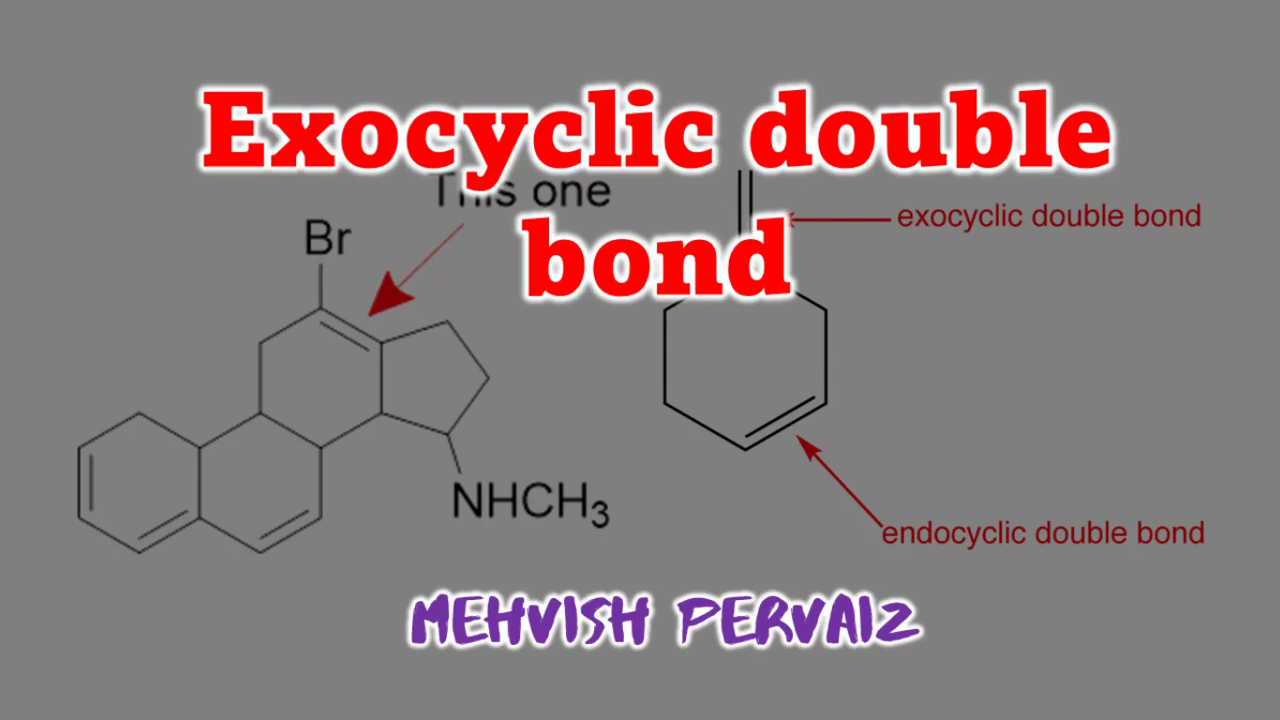 Exocyclic double
bond
This one
exocyclic double bond
Br
NHCH3
endocyclic double bond
MEHVISH PERVAIZ